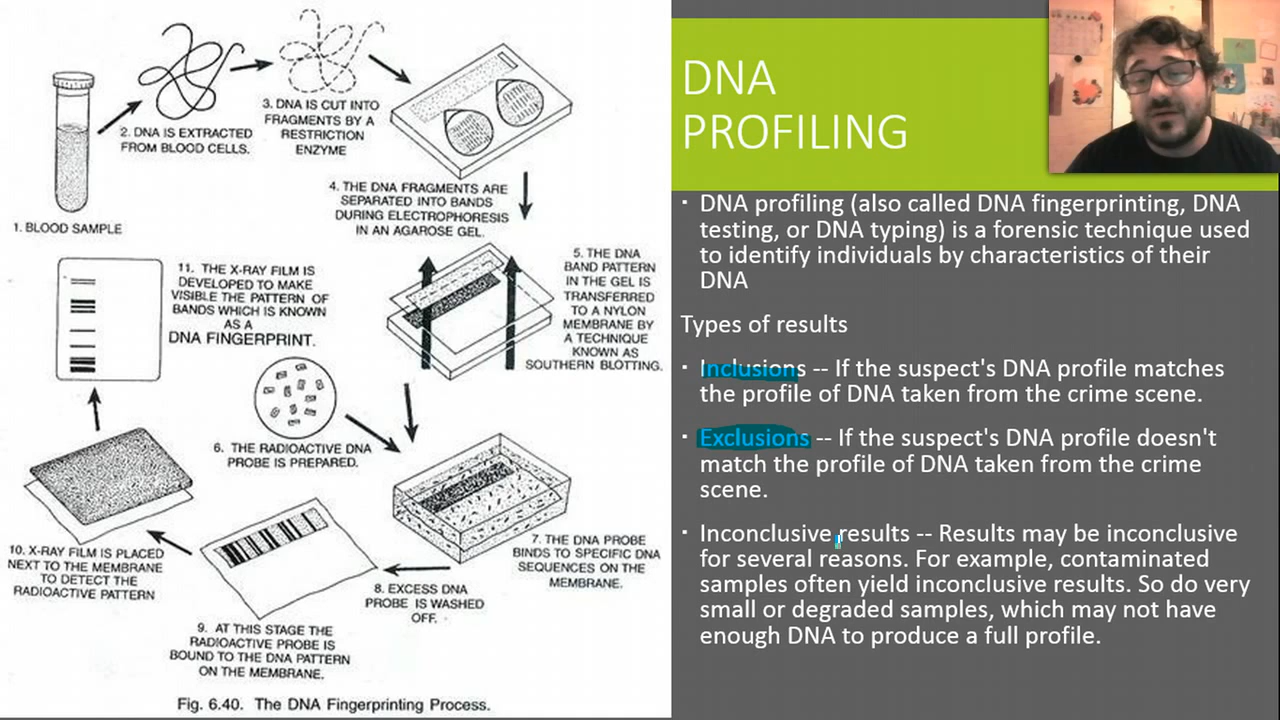 1. BLOOD SAMPLE
2. DNA IS EXTRACTED
FROM BLOOD CELLS.
3. DNA IS CUT INTO
FRAGMENTS BY A
RESTRICTION
ENZYME
4. THE DNA FRAGMENTS ARE
SEPARATED INTO BANDS
DURING ELECTROPHORESIS
IN AN AGAROSE GEL.
5. THE DNA
BAND PATTERN
IN THE GEL IS
TRANSFERRED
TO A NYLON
MEMBRANE BY
A TECHNIQUE
KNOWN AS
SOUTHERN BLOTTING.
6. THE RADIOACTIVE DNA
PROBE IS PREPARED.
7. THE DNA PROBE
BINDS TO SPECIFIC DNA
SEQUENCES ON THE
MEMBRANE.
8. EXCESS DNA
PROBE IS WASHED
OFF.
9. AT THIS STAGE THE
RADIOACTIVE PROBE IS
BOUND TO THE DNA PATTERN
ON THE MEMBRANE.
10. X-RAY FILM IS PLACED
NEXT TO THE MEMBRANE
TO DETECT THE
RADIOACTIVE PATTERN
11. THE X-RAY FILM IS
DEVELOPED TO MAKE
VISIBLE THE PATTERN OF
BANDS WHICH IS KNOWN
AS A
DNA FINGERPRINT.
Fig. 6.40. The DNA Fingerprinting Process.
DNA
PROFILING
▪ DNA profiling (also called DNA fingerprinting, DNA
testing, or DNA typing) is a forensic technique used
to identify individuals by characteristics of their
DNA
Types of results
▪ Inclusions -- If the suspect's DNA profile matches
the profile of DNA taken from the crime scene.
▪ Exclusions -- If the suspect's DNA profile doesn't
match the profile of DNA taken from the crime
scene.
▪ Inconclusive results -- Results may be inconclusive
for several reasons. For example, contaminated
samples often yield inconclusive results. So do very
small or degraded samples, which may not have
enough DNA to produce a full profile.